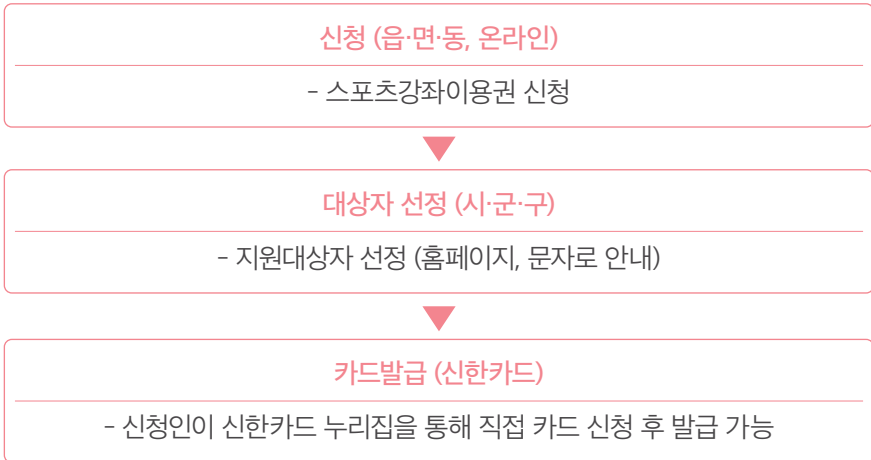 신청 (읍·면·동, 온라인)
- 스포츠강좌이용권 신청
대상자 선정 (시·군·구)
- 지원대상자 선정 (홈페이지, 문자로 안내)
카드발급 (신한카드)
- 신청인이 신한카드 누리집을 통해 직접 카드 신청 후 발급 가능